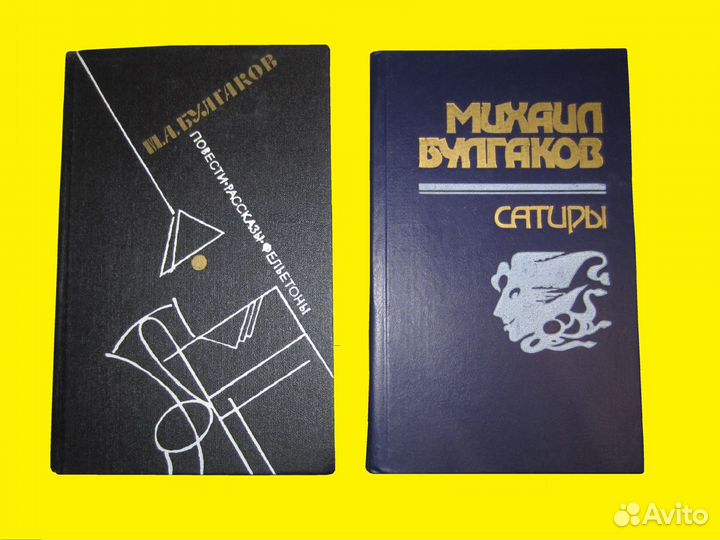 М.А.БУЛГАКОВ
ПОВЕСТИ·РАССКАЗЫ·ФЕЛЬЕТОНЫ
МИХАИЛ
БУЛГАКОВ
САТИРЫ
Avito